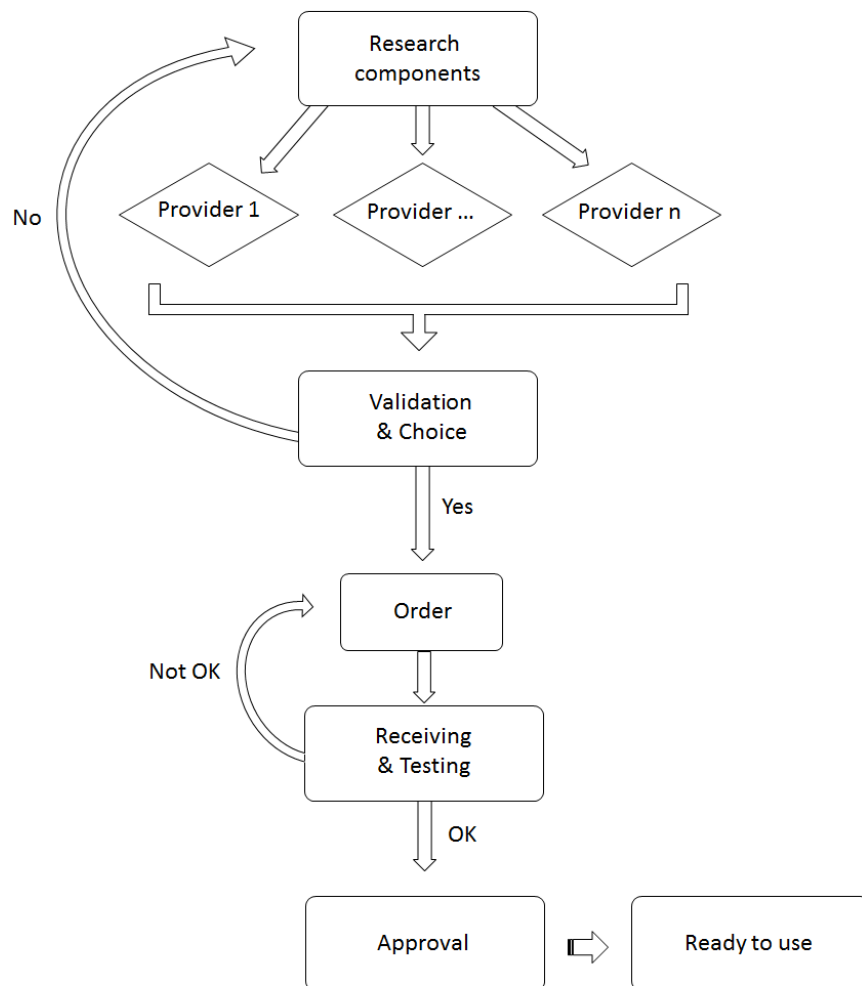 Research
components
Provider 1
Provider ...
Provider n
No
Validation
& Choice
Yes
Order
Not OK
Receiving
& Testing
OK
Approval
Ready to use